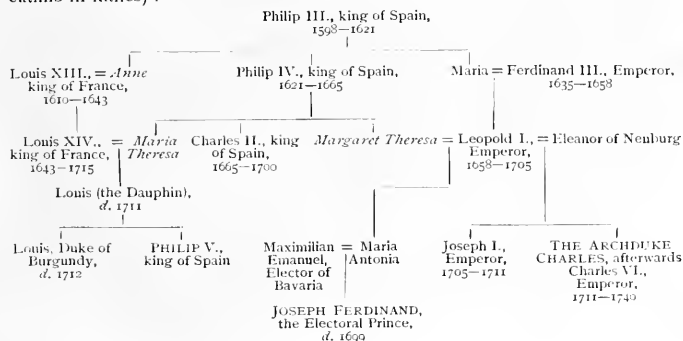 Philip III., king of Spain,
1598—1621
Louis XIII., = Anne
king of France,
1610—1643
Philip IV., king of Spain,
1621—1665
Maria = Ferdinand III., Emperor,
1635—1658
Louis XIV., = Maria
king of France, Theresa
1643—1715
Charles II., king
of Spain,
1665—1700
Margaret Theresa = Leopold I., = Eleanor of Neuburg
Emperor,
1658—1705
Louis (the Dauphin),
d. 1711
Louis, Duke of
Burgundy,
d. 1712
PHILIP V.,
king of Spain
Maximilian = Maria
Emanuel, Antonia
Elector of
Bavaria
Joseph I.,
Emperor,
1705—1711
THE ARCHDUKE
CHARLES, afterwards
Charles VI.,
Emperor,
1711—1740
JOSEPH FERDINAND,
the Electoral Prince,
d. 1699